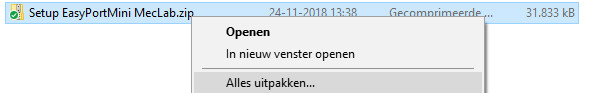 Setup EasyPortMini MecLab.zip 24-11-2018 13:38 Gecomprimeerde ... 31.833 kB
Openen
In nieuw venster openen
Alles uitpakken...